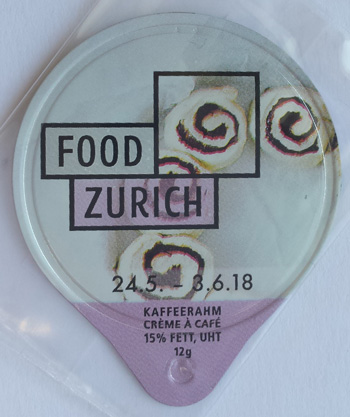 FOOD
ZURICH
24.5. – 3.6.18
KAFFEERAHM
CRÈME À CAFÉ
15% FETT, UHT
12g